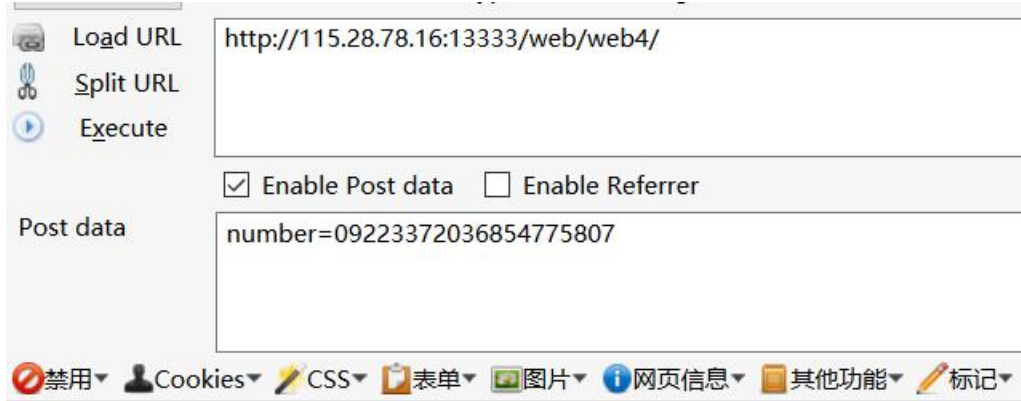 Load URL
http://115.28.78.16:13333/web/web4/
Split URL
Execute
Enable Post data
Enable Referrer
Post data
number=09223372036854775807
禁用 Cookies CSS 表单 图片 网页信息 其他功能 标记